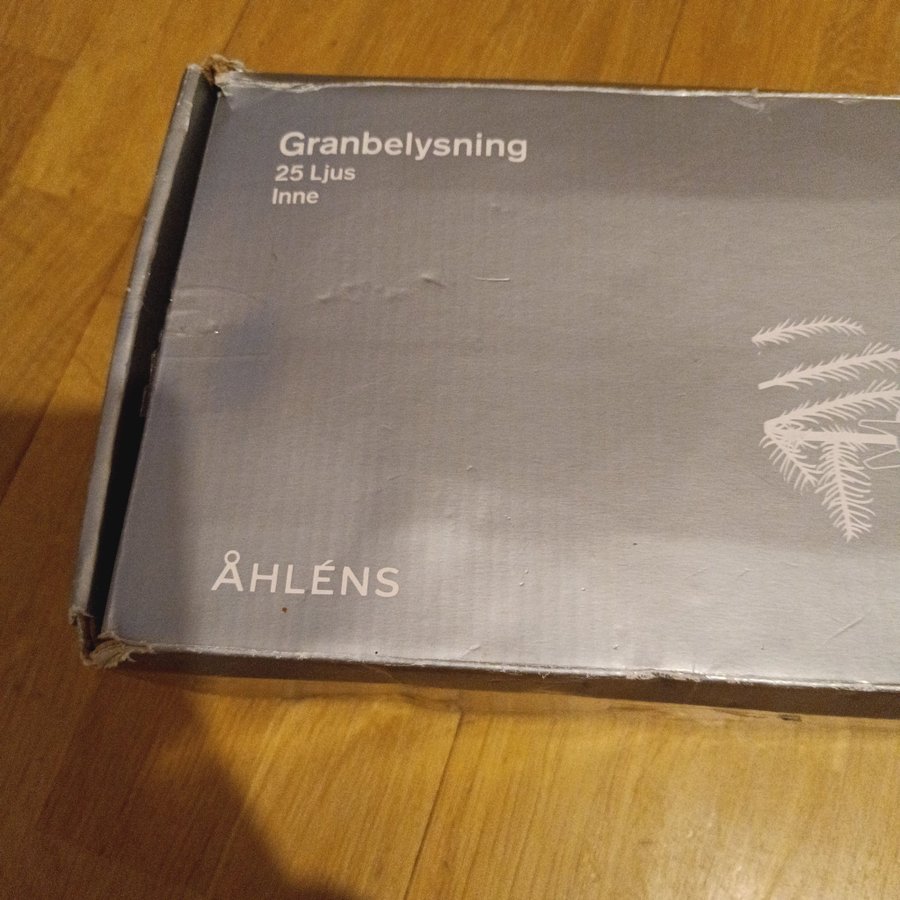 Granbelysning
25 Ljus
Inne
ÅHLÉNS